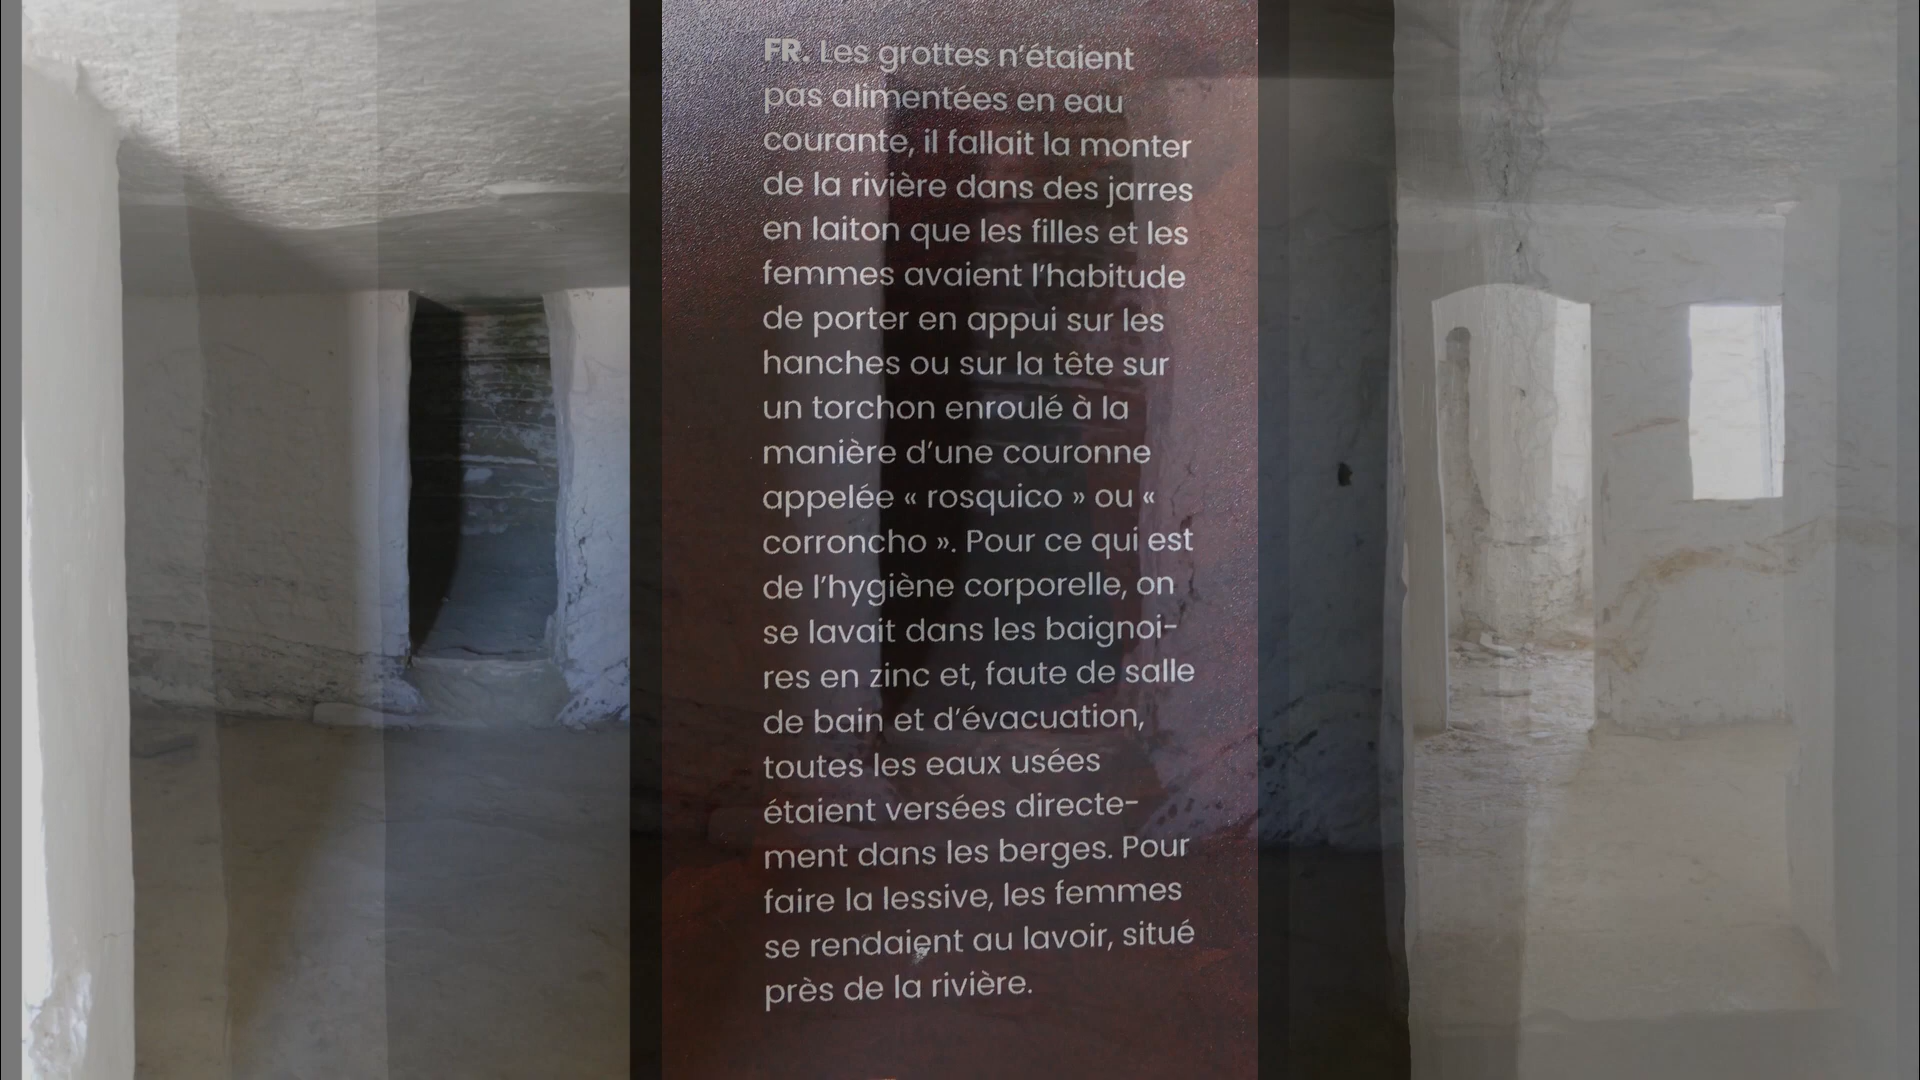 FR. Les grottes n’étaient
pas alimentées en eau
courante, il fallait la monter
de la rivière dans des jarres
en laiton que les filles et les
femmes avaient l’habitude
de porter en appui sur les
hanches ou sur la tête sur
un torchon enroulé à la
manière d’une couronne
appelée « rosquico » ou «
corroncho ». Pour ce qui est
de l’hygiène corporelle, on
se lavait dans les baignoi-
res en zinc et, faute de salle
de bain et d’évacuation,
toutes les eaux usées
étaient versées directe-
ment dans les berges. Pour
faire la lessive, les femmes
se rendaient au lavoir, situé
près de la rivière.